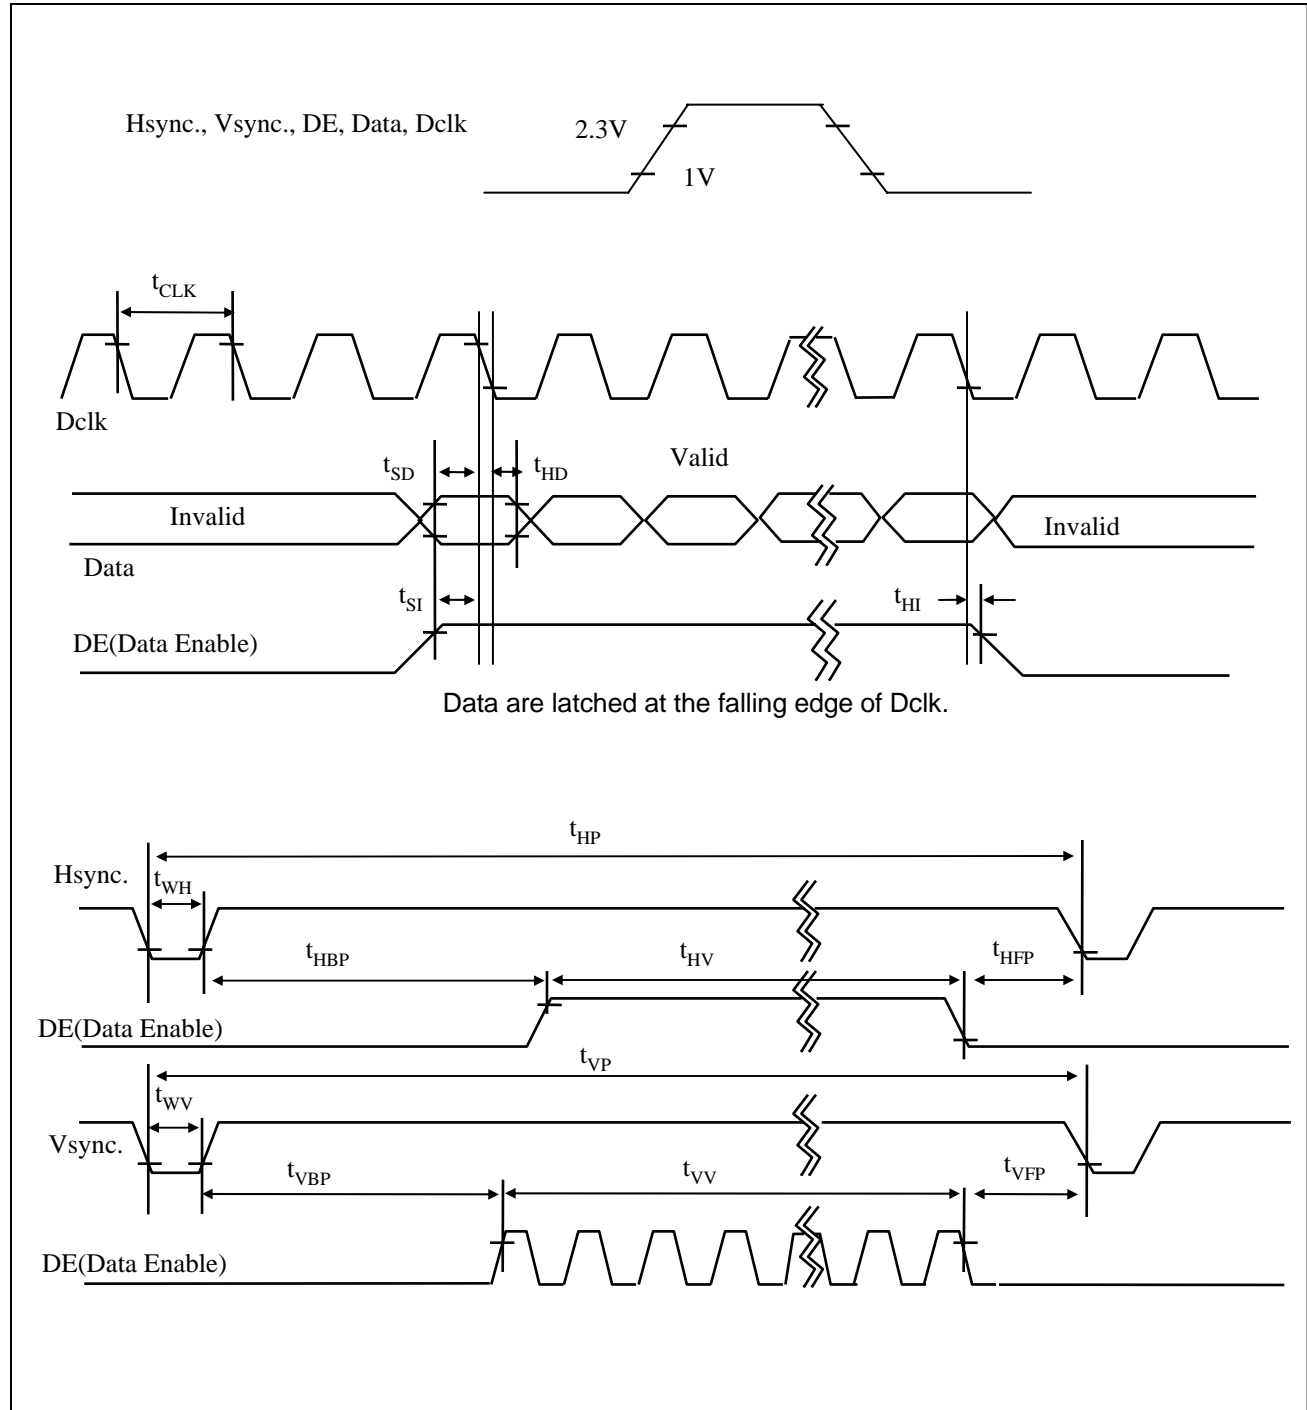 Hsync., Vsync., DE, Data, Dclk
2.3V
1V
tCLK
Dclk
tSD
tHD
Valid
Invalid
Invalid
Data
tSI
tHI
DE(Data Enable)
Data are latched at the falling edge of Dclk.
tHP
Hsync.
tWH
tHBP
tHV
tHFP
DE(Data Enable)
tVP
tWV
Vsync.
tVBP
tVV
tVFP
DE(Data Enable)